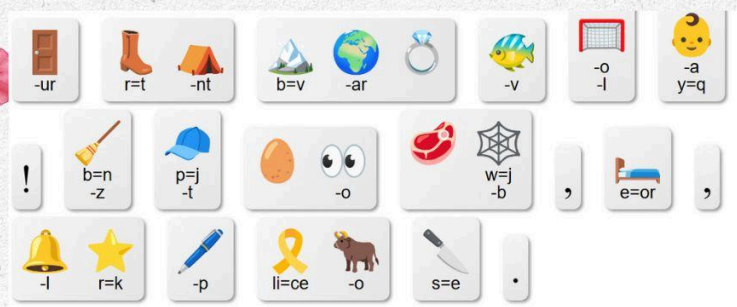 -ur r=t -nt b=v -ar -v -o -a
-l y=q
! b=n p=j -o w=j , e=or ,
-z -t -b
-l r=k -p li=ce -o s=e .